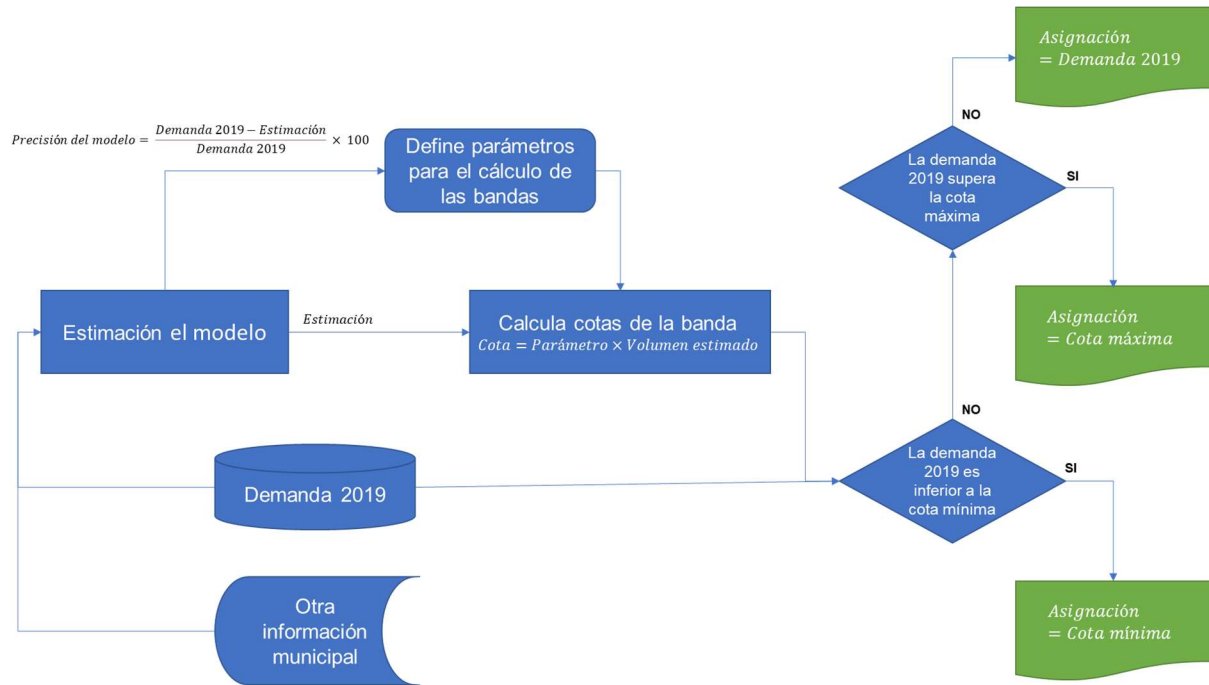 Asignación
= Demanda 2019
NO
Precisión del modelo = (Demanda 2019 − Estimación) / Demanda 2019 × 100
Define parámetros
para el cálculo de
las bandas
La demanda
2019 supera
la cota
máxima
SI
Estimación el modelo
Estimación
Calcula cotas de la banda
Cota = Parámetro × Volumen estimado
Asignación
= Cota máxima
NO
La demanda
2019 es
inferior a la
cota mínima
SI
Demanda 2019
Otra
información
municipal
Asignación
= Cota mínima